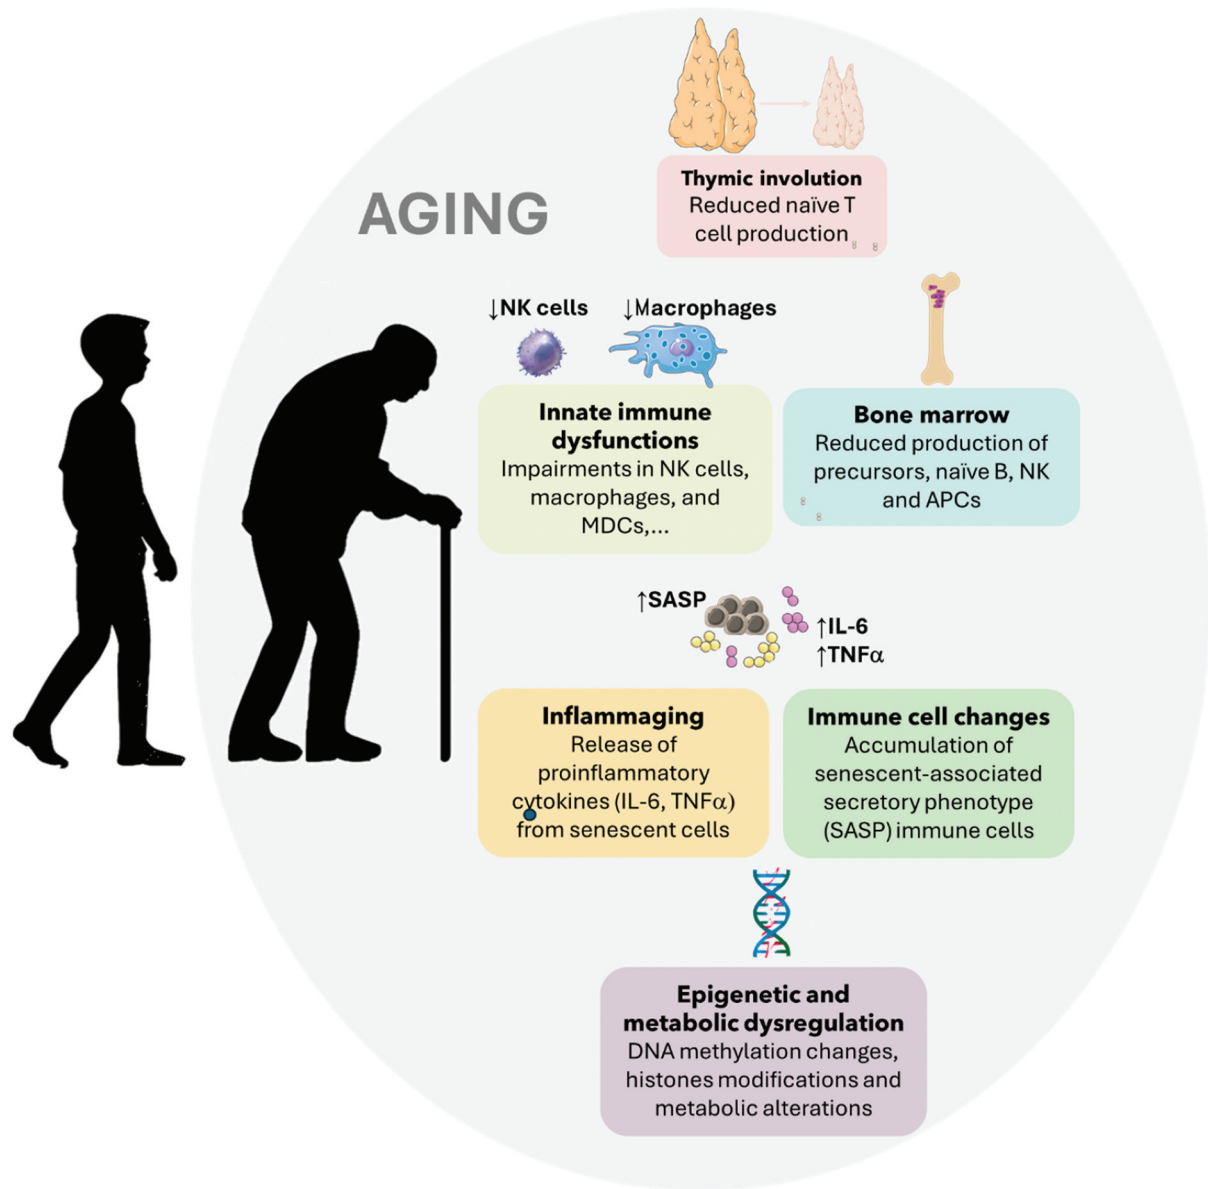 Thymic involution
Reduced naïve T
cell production
AGING
↓NK cells
↓Macrophages
Innate immune
dysfunctions
Impairments in NK cells,
macrophages, and
MDCs,...
Bone marrow
Reduced production of
precursors, naïve B, NK
and APCs
↑SASP
↑IL-6
↑TNFα
Inflammaging
Release of
proinflammatory
cytokines (IL-6, TNFα)
from senescent cells
Immune cell changes
Accumulation of
senescent-associated
secretory phenotype
(SASP) immune cells
Epigenetic and
metabolic dysregulation
DNA methylation changes,
histones modifications and
metabolic alterations